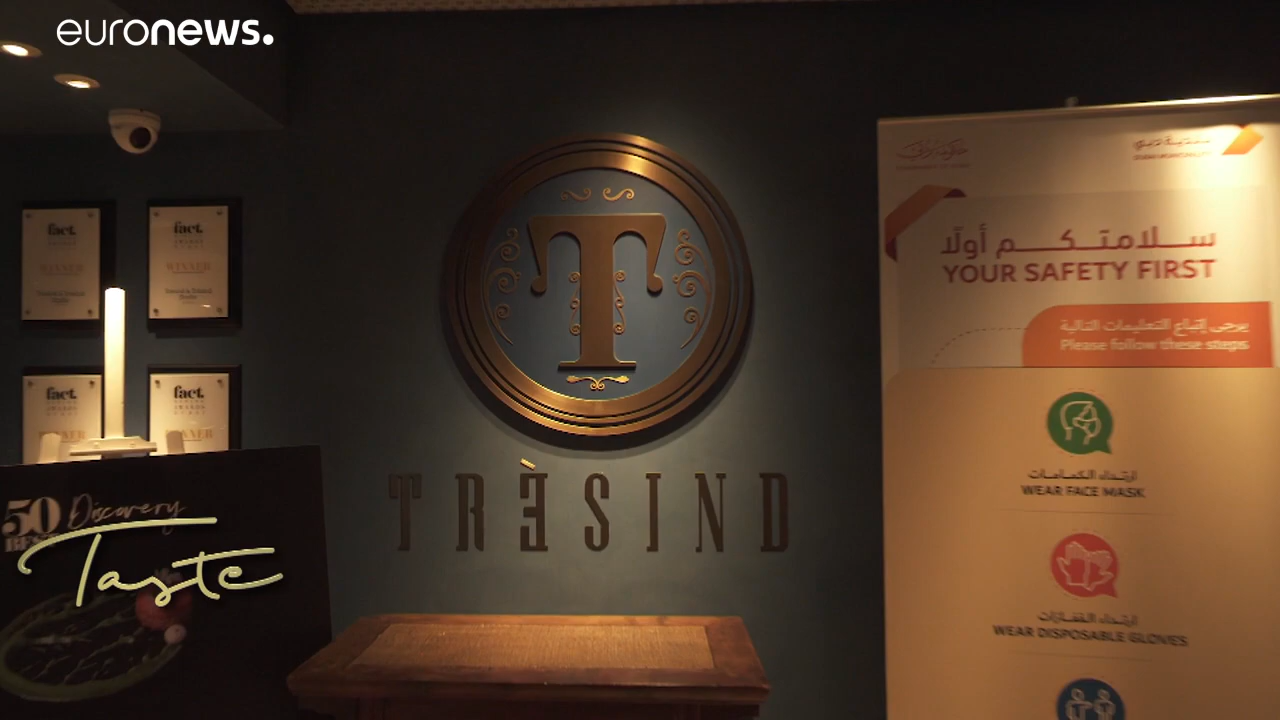 euronews.
fact.
WINNER
fact.
WINNER
fact.
fact.
50
Discovery
BEST
Taste
T
TRÈSIND
سلامتكم أولًا
YOUR SAFETY FIRST
يرجى إتباع التعليمات التالية
Please follow these steps
ارتداء الكمامات
WEAR FACE MASK
ارتداء القفازات
WEAR DISPOSABLE GLOVES